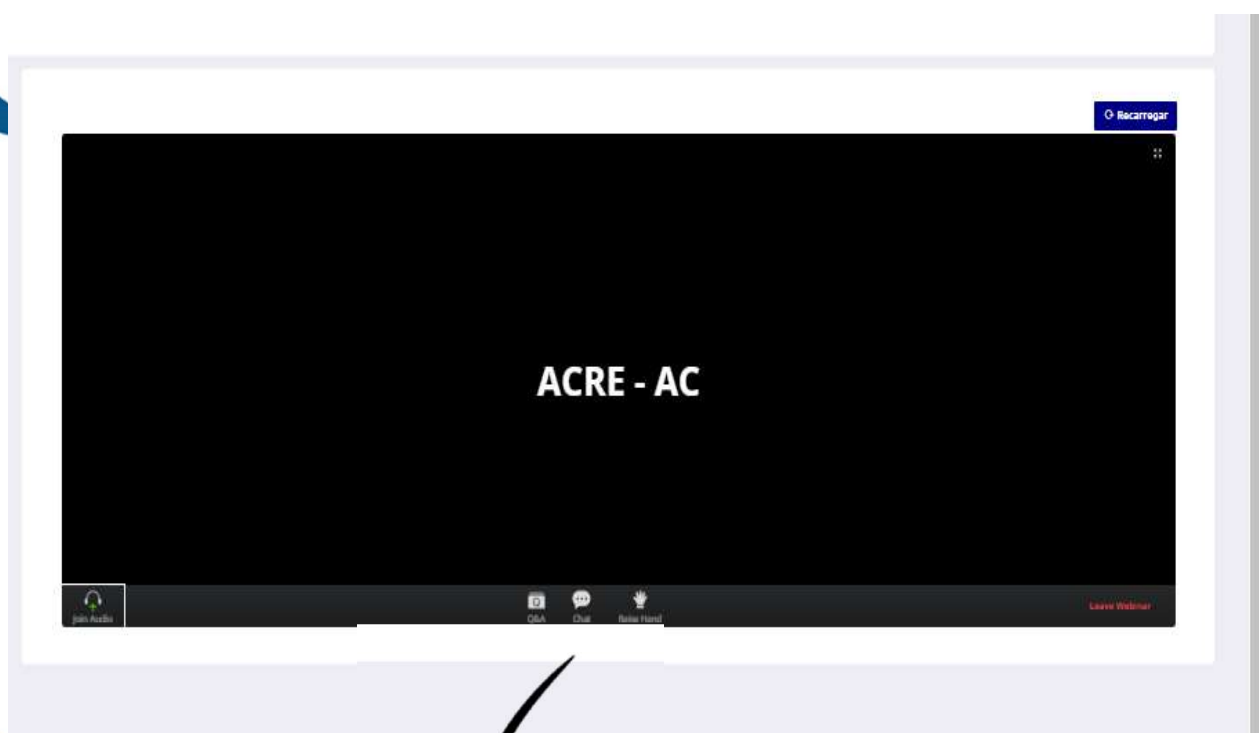 Recarregar
ACRE - AC
Join Audio
Q&A
Chat
Raise Hand
Leave Webinar